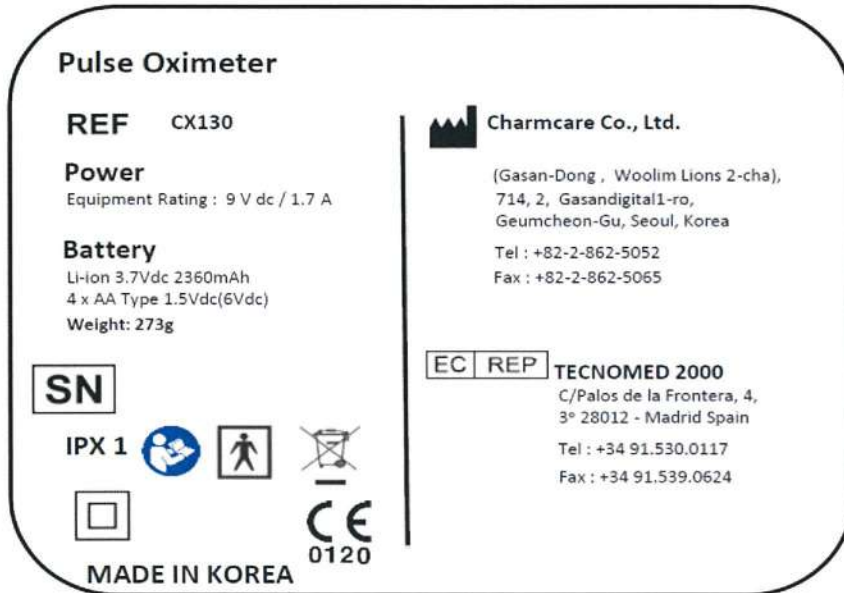 Pulse Oximeter
REF CX130
Power
Equipment Rating : 9 V dc / 1.7 A
Battery
Li-ion 3.7Vdc 2360mAh
4 x AA Type 1.5Vdc(6Vdc)
Weight: 273g
SN
IPX 1
CE
0120
MADE IN KOREA
Charmcare Co., Ltd.
(Gasan-Dong , Woolim Lions 2-cha),
714, 2, Gasandigital1-ro,
Geumcheon-Gu, Seoul, Korea
Tel : +82-2-862-5052
Fax : +82-2-862-5065
EC REP TECNOMED 2000
C/Palos de la Frontera, 4,
3º 28012 - Madrid Spain
Tel : +34 91.530.0117
Fax : +34 91.539.0624